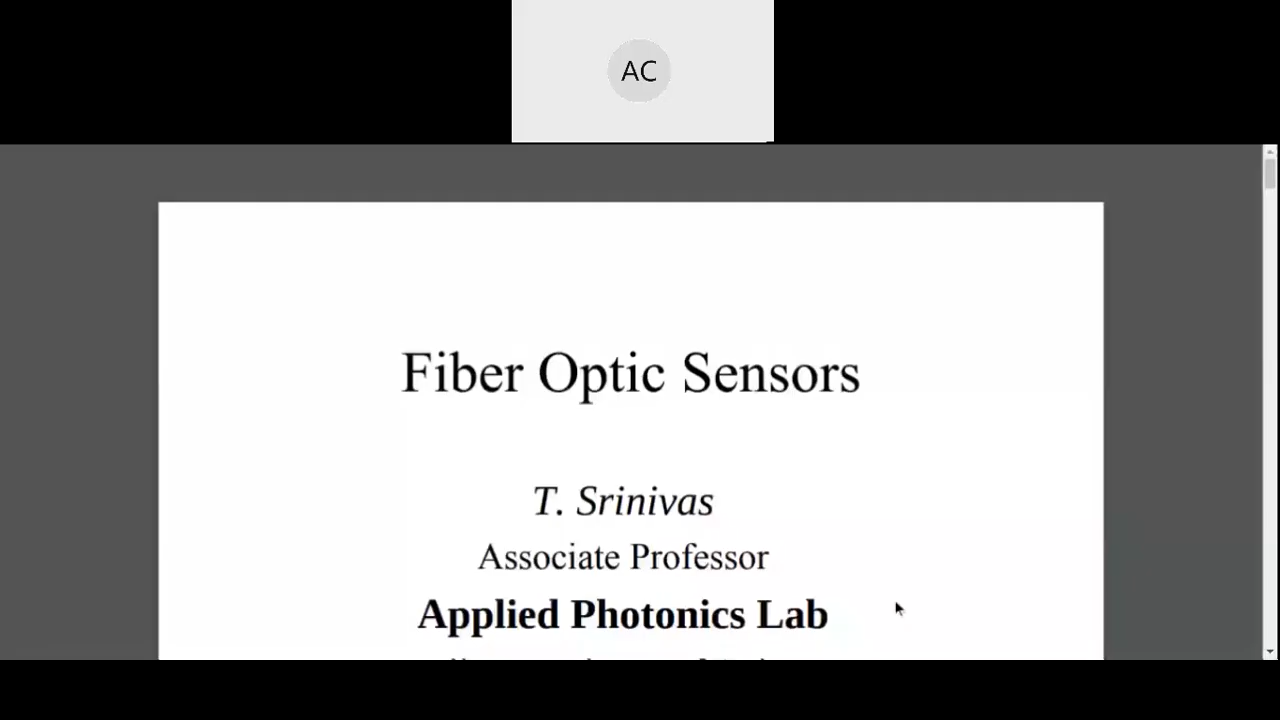 AC
Fiber Optic Sensors
T. Srinivas
Associate Professor
Applied Photonics Lab